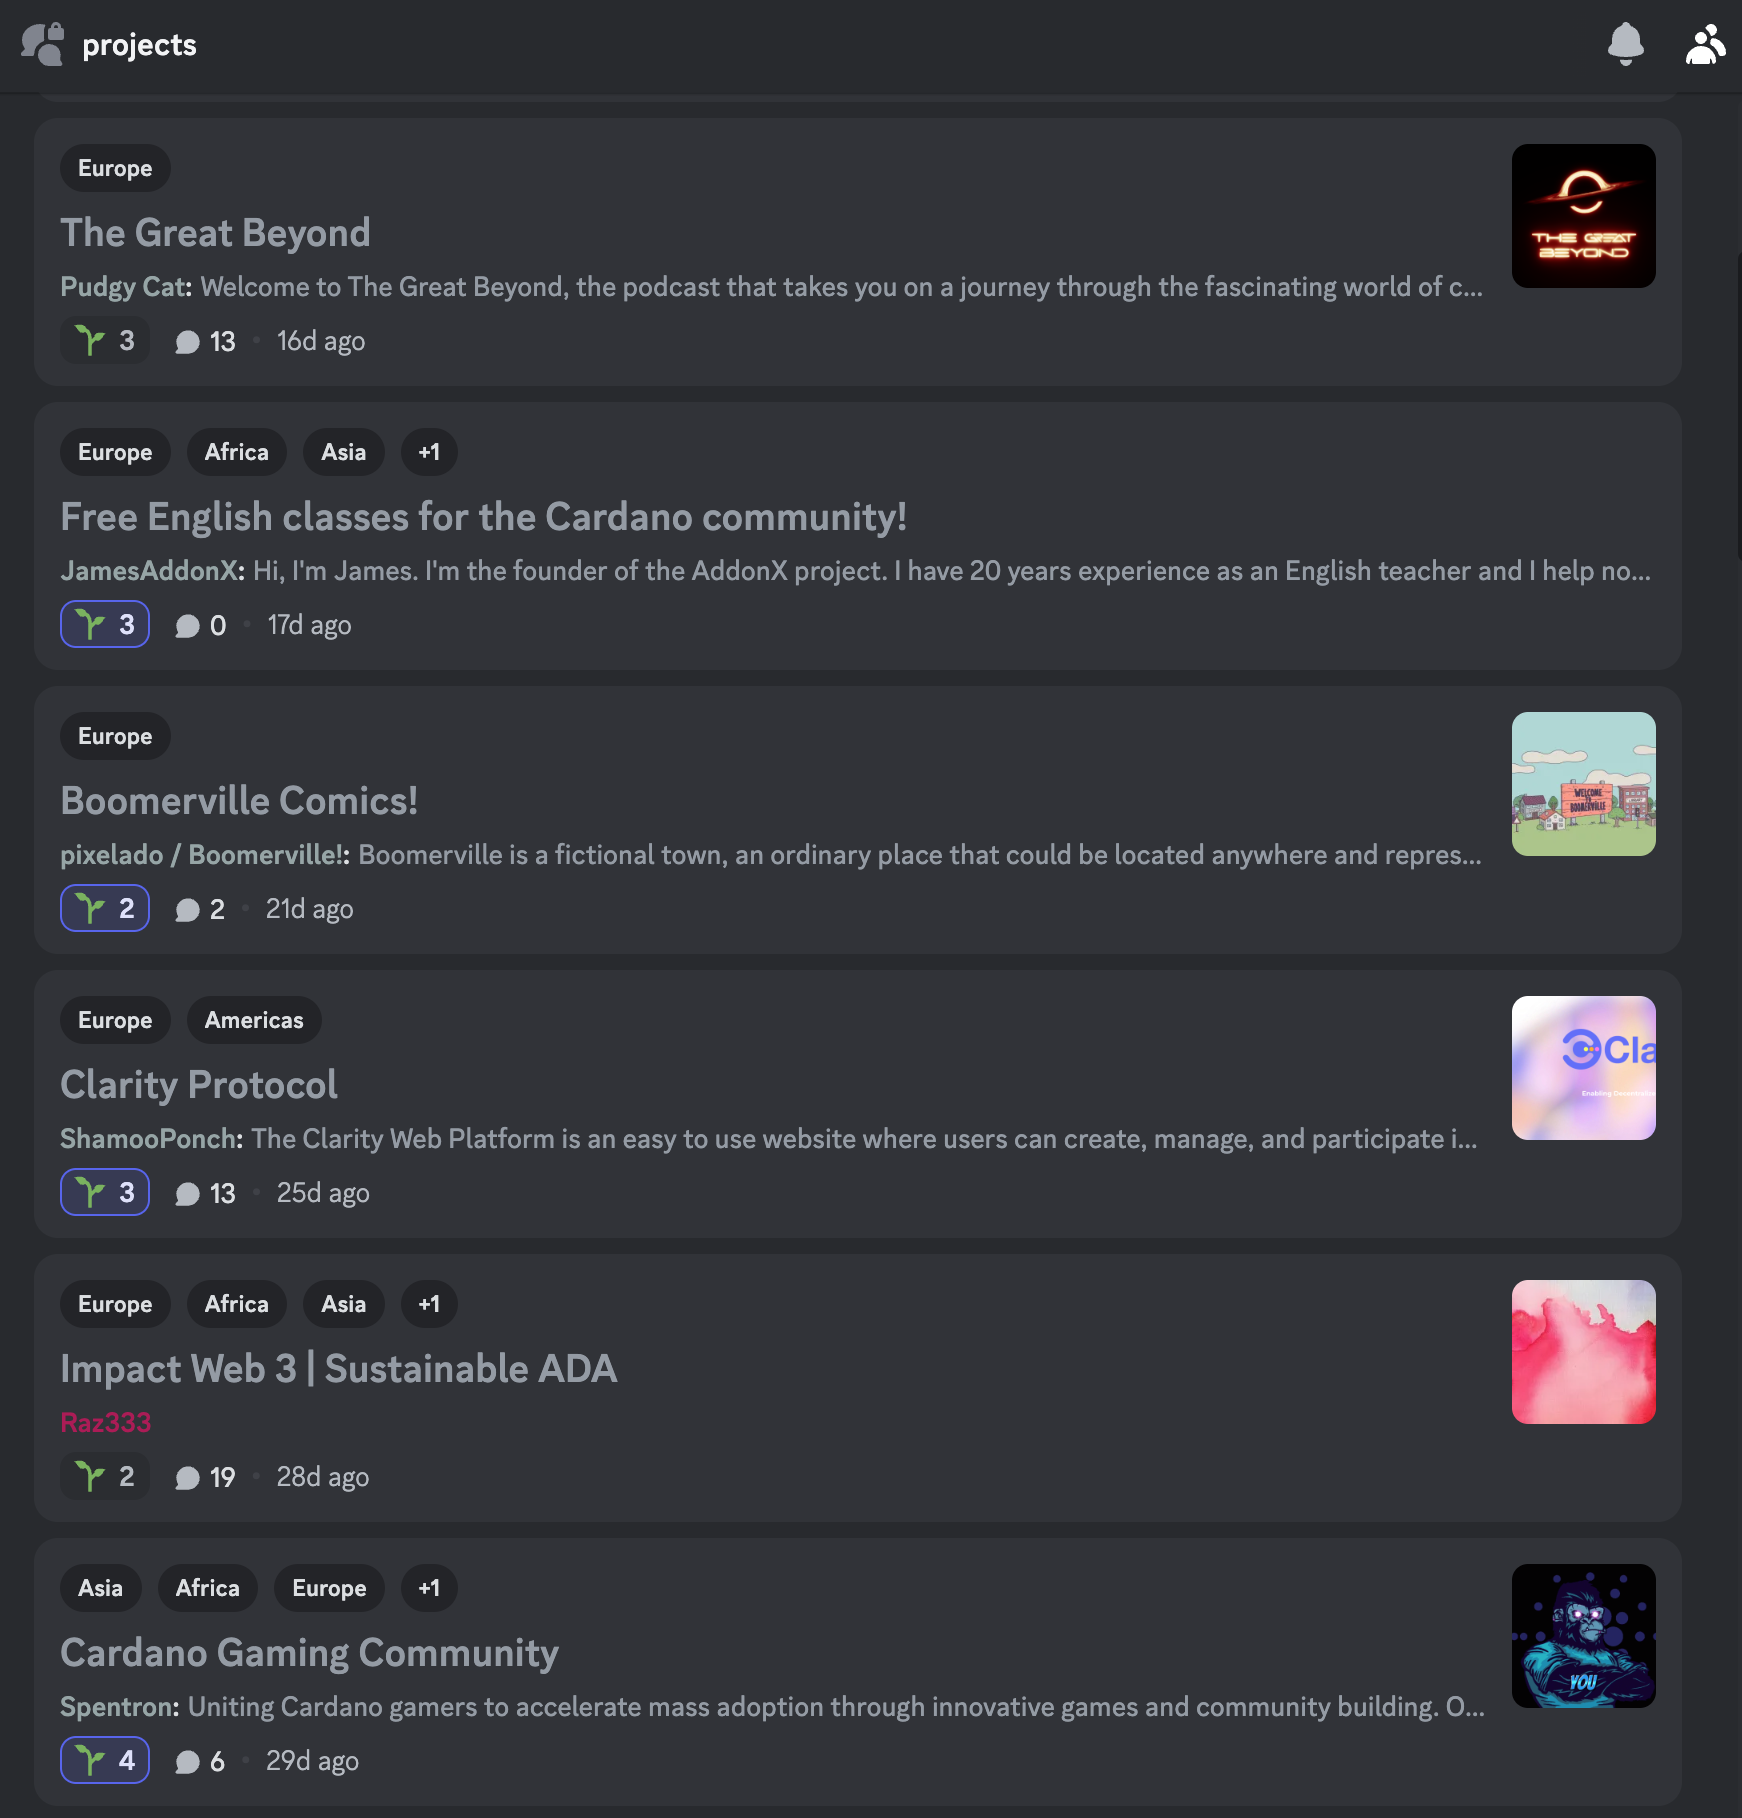 projects
Europe
The Great Beyond
Pudgy Cat: Welcome to The Great Beyond, the podcast that takes you on a journey through the fascinating world of c...
3 13 • 16d ago
THE GREAT
BEYOND
Europe Africa Asia +1
Free English classes for the Cardano community!
JamesAddonX: Hi, I'm James. I'm the founder of the AddonX project. I have 20 years experience as an English teacher and I help no...
3 0 • 17d ago
Europe
Boomerville Comics!
pixelado / Boomerville!: Boomerville is a fictional town, an ordinary place that could be located anywhere and repres...
2 2 • 21d ago
WELCOME
TO
BOOMERVILLE
Europe Americas
Clarity Protocol
ShamooPonch: The Clarity Web Platform is an easy to use website where users can create, manage, and participate i...
3 13 • 25d ago
Cla
Enabling
Europe Africa Asia +1
Impact Web 3 | Sustainable ADA
Raz333
2 19 • 28d ago
Asia Africa Europe +1
Cardano Gaming Community
Spentron: Uniting Cardano gamers to accelerate mass adoption through innovative games and community building. O...
4 6 • 29d ago
YOU